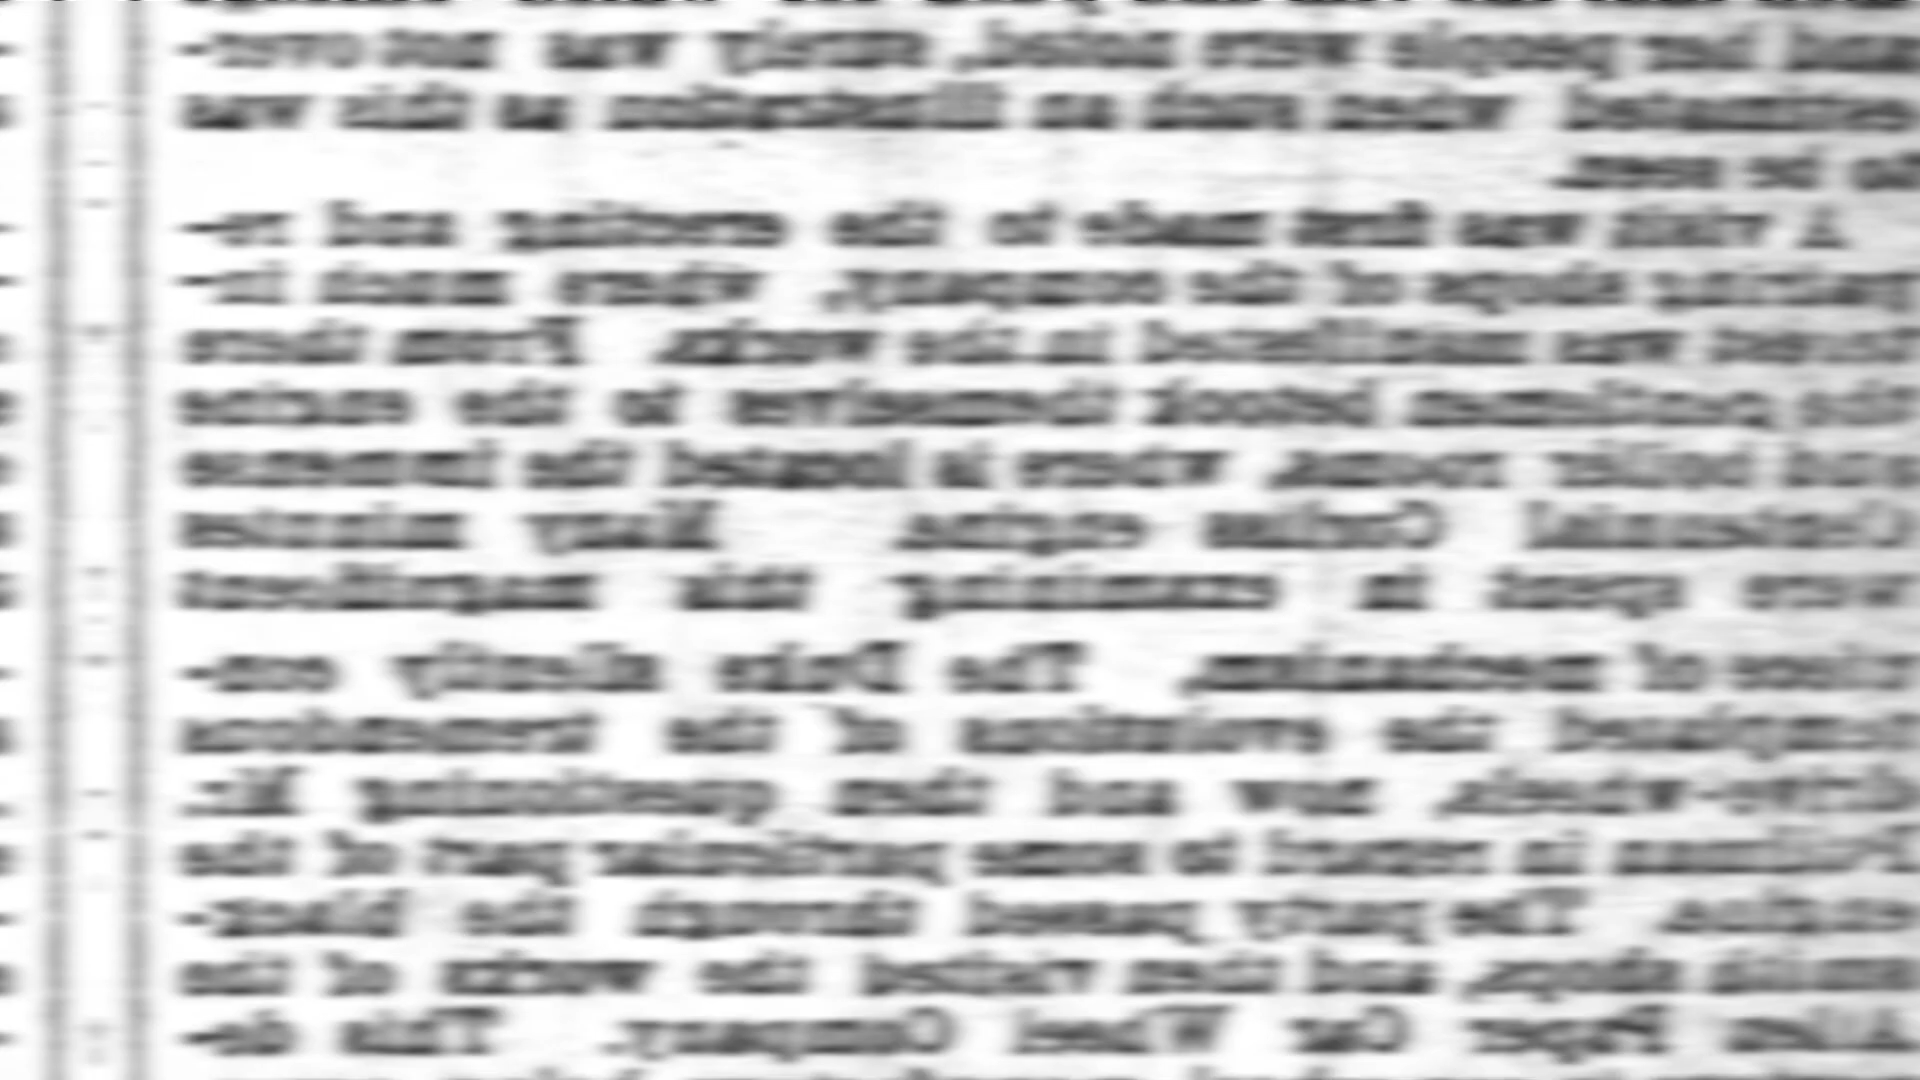 and her people were noted, surely was not over-
estimated when such an illustration as this was
to be seen.
A visit was first made to the erecting and re-
pairing shops of the company, where much in-
terest was manifested in the works. From there
the gentlemen betook themselves to the engine
and boiler rooms, where is located the immense
Centennial Corliss engine. Many minutes
were spent in examining this magnificent
piece of mechanism, The Duke silently con-
templated the evolutions of the tremendous
drive-wheels, now and then questioning Mr.
Pullman in regard to some particular part of the
engine. The party passed through the black-
smith shops, and then visited the works of the
Allen Paper Car Wheel Company. This de-